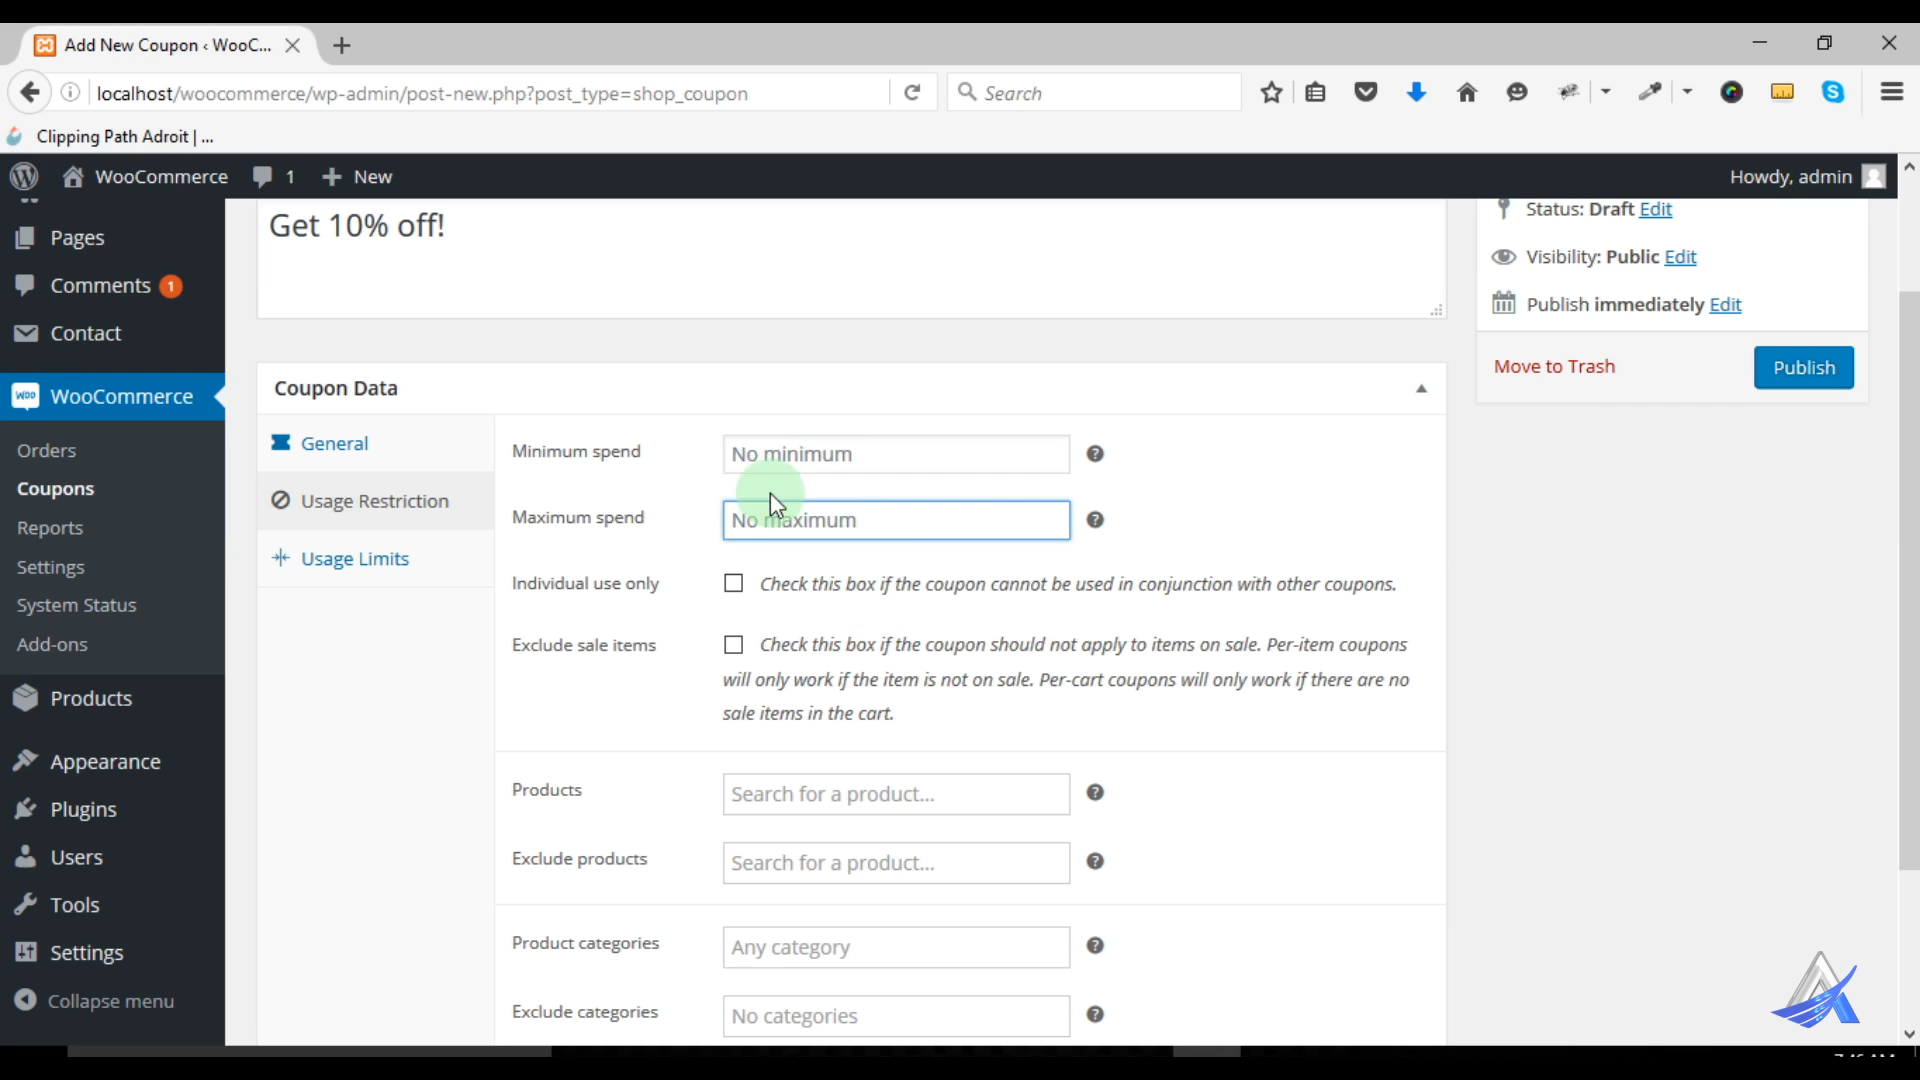 Add New Coupon ‹ WooC...
localhost/woocommerce/wp-admin/post-new.php?post_type=shop_coupon
Search
Clipping Path Adroit | ...
WooCommerce
1
New
Howdy, admin
Pages
Comments 1
Contact
WooCommerce
Orders
Coupons
Reports
Settings
System Status
Add-ons
Products
Appearance
Plugins
Users
Tools
Settings
Collapse menu
Get 10% off!
Status: Draft Edit
Visibility: Public Edit
Publish immediately Edit
Move to Trash
Publish
Coupon Data
General
Usage Restriction
Usage Limits
Minimum spend
No minimum
Maximum spend
No maximum
Individual use only
Check this box if the coupon cannot be used in conjunction with other coupons.
Exclude sale items
Check this box if the coupon should not apply to items on sale. Per-item coupons
will only work if the item is not on sale. Per-cart coupons will only work if there are no
sale items in the cart.
Products
Search for a product...
Exclude products
Search for a product...
Product categories
Any category
Exclude categories
No categories